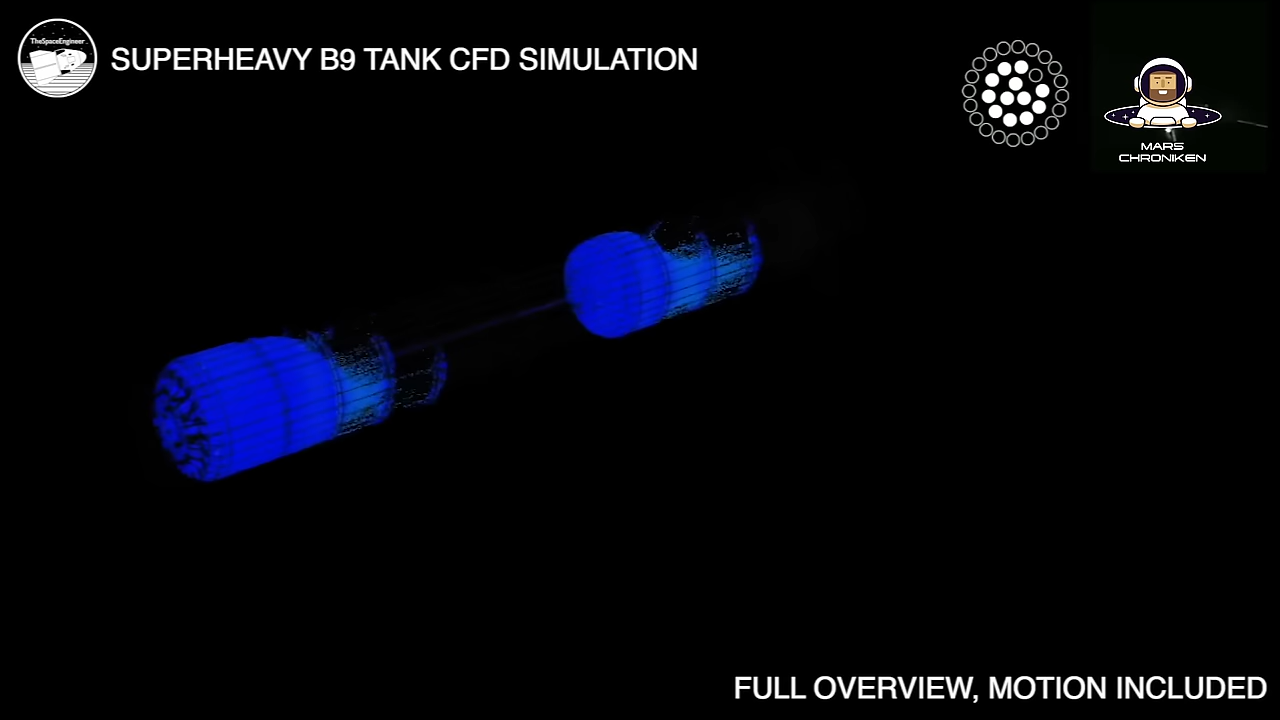 TheSpaceEngineer
SUPERHEAVY B9 TANK CFD SIMULATION
MARS
CHRONIKEN
FULL OVERVIEW, MOTION INCLUDED